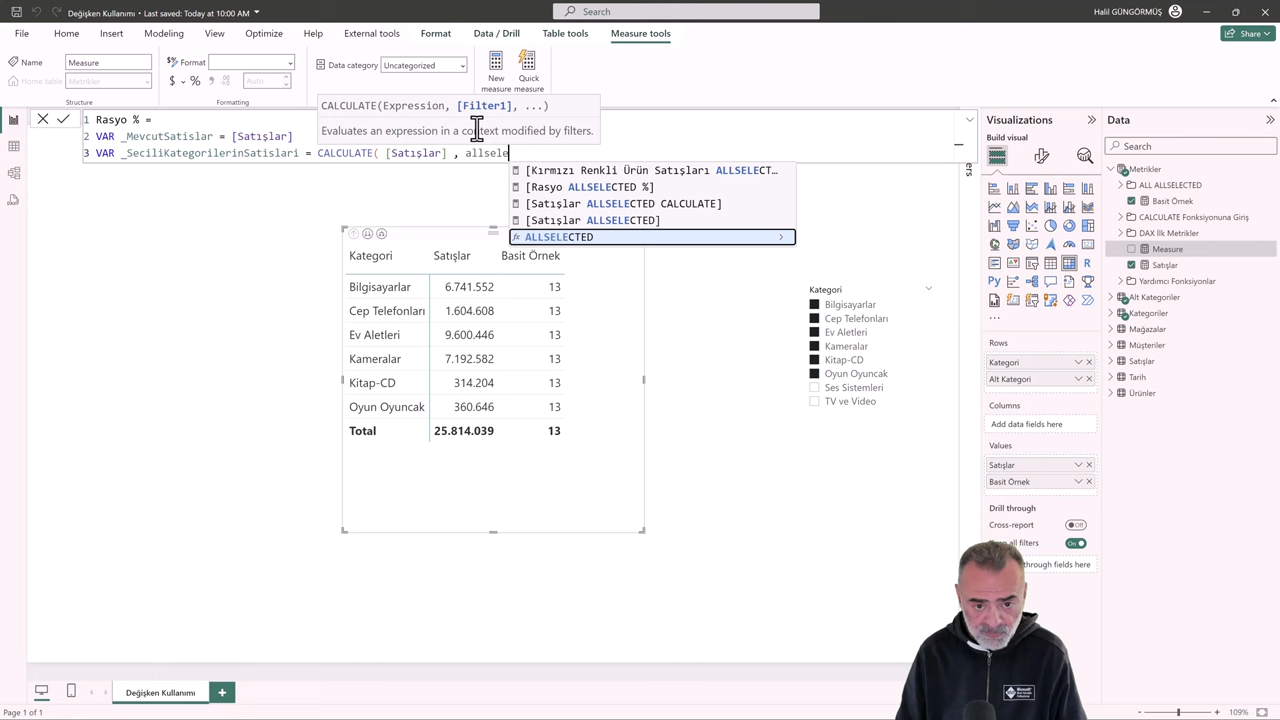 Değişken Kullanımı • Last saved: Today at 10:00 AM
Search
Halil GÜNGÖRMÜŞ
File Home Insert Modeling View Optimize Help External tools Format Data / Drill Table tools Measure tools
Share
Name Measure
Home table Metrikler
Structure
Format
$ % Auto
Formatting
Data category Uncategorized
New measure
Quick measure
CALCULATE(Expression, [Filter1], ...)
Evaluates an expression in a context modified by filters.
1 Rasyo % =
2 VAR _MevcutSatislar = [Satışlar]
3 VAR _SeciliKategorilerinSatislari = CALCULATE( [Satışlar] , allsele
[Kırmızı Renkli Ürün Satışları ALLSELECT…
[Rasyo ALLSELECTED %]
[Satışlar ALLSELECTED CALCULATE]
[Satışlar ALLSELECTED]
ALLSELECTED
Kategori Satışlar Basit Örnek
Bilgisayarlar 6.741.552 13
Cep Telefonları 1.604.608 13
Ev Aletleri 9.600.446 13
Kameralar 7.192.582 13
Kitap-CD 314.204 13
Oyun Oyuncak 360.646 13
Total 25.814.039 13
Kategori
Bilgisayarlar
Cep Telefonları
Ev Aletleri
Kameralar
Kitap-CD
Oyun Oyuncak
Ses Sistemleri
TV ve Video
Visualizations
Build visual
Rows
Kategori
Alt Kategori
Columns
Add data fields here
Values
Satışlar
Basit Örnek
Drill through
Cross-report Off
all filters On
through fields here
Data
Search
Metrikler
ALL ALLSELECTED
Basit Örnek
CALCULATE Fonksiyonuna Giriş
DAX İlk Metrikler
Measure
Satışlar
Yardımcı Fonksiyonlar
Alt Kategoriler
Kategoriler
Mağazalar
Müşteriler
Satışlar
Tarih
Ürünler
Değişken Kullanımı
Page 1 of 1
109%